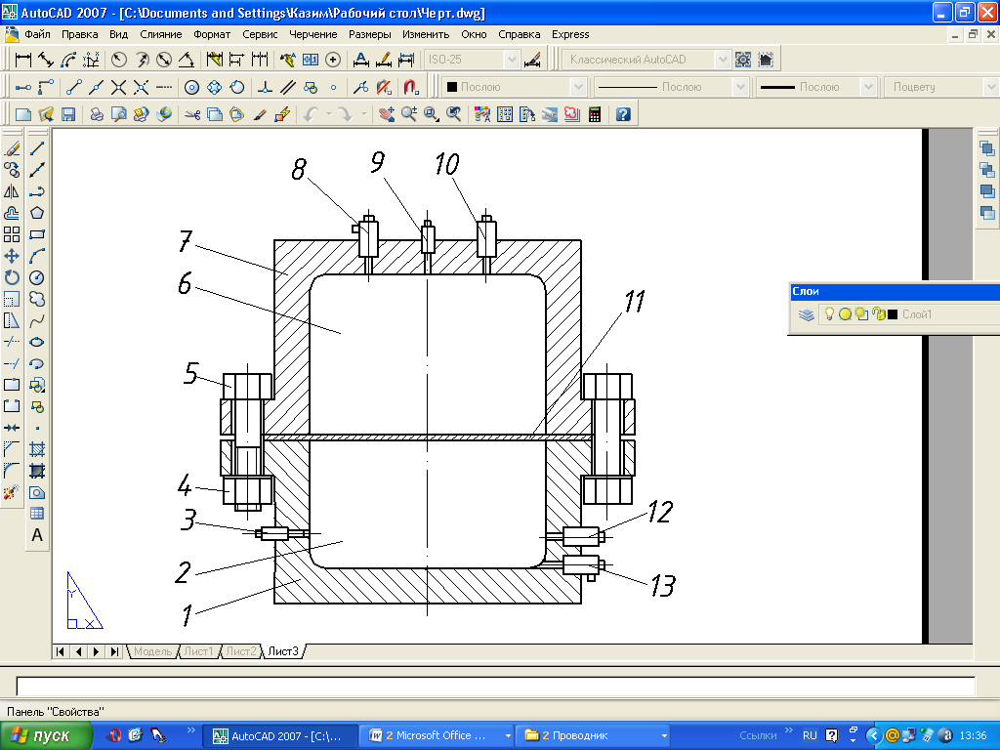 AutoCAD 2007 - [C:\Documents and Settings\Казим\Рабочий стол\Черт.dwg]
Файл Правка Вид Слияние Формат Сервис Черчение Размеры Изменить Окно Справка Express
ISO-25 Классический AutoCAD
Послою Послою Послою Поцвету
8 9 10
7
6
11
Слои
Слой1
5
4
3
12
2
13
1
Y
X
A
Модель Лист1 Лист2 Лист3
Панель "Свойства"
пуск AutoCAD 2007 - [C:\... 2 Microsoft Office ... 2 Проводник Ссылки RU 13:36